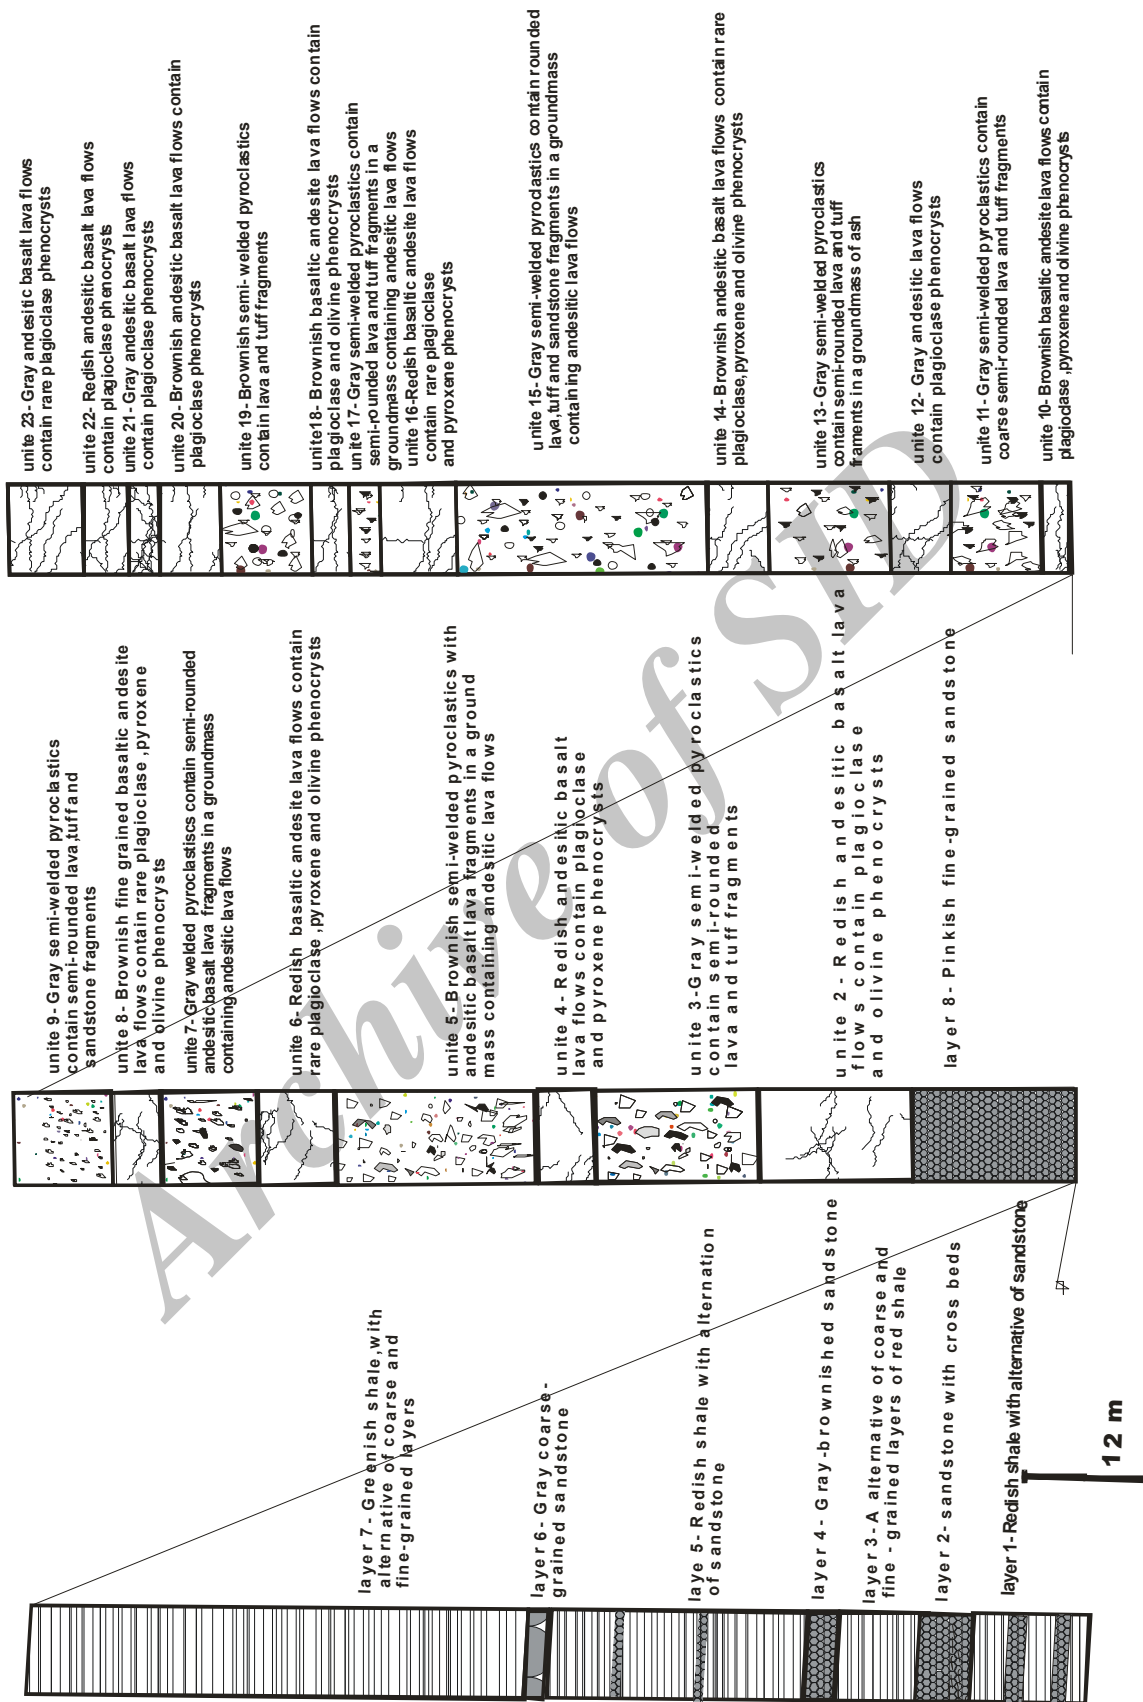 unite 23- Gray andesitic basalt lava flows
contain rare plagioclase phenocrysts
unite 22- Redish andesitic basalt lava flows
contain plagioclase phenocrysts
unite 21- Gray andesitic basalt lava flows
contain plagioclase phenocrysts
unite 20- Brownish andesitic basalt lava flows contain
plagioclase phenocrysts
unite 19- Brownish semi-welded pyroclastics
contain lava and tuff fragments
unite18- Brownish basaltic andesite lava flows contain
plagioclase and olivine phenocrysts
unite 17- Gray semi-welded pyroclastics contain
semi-rounded lava and tuff fragments in a
groundmass containing andesitic lava flows
unite 16-Redish basaltic andesite lava flows
contain rare plagioclase
and pyroxene phenocrysts
unite 15- Gray semi-welded pyroclastics contain rounded
lava,tuff and sandstone fragments in a groundmass
containing andesitic lava flows
unite 14- Brownish andesitic basalt lava flows contain rare
plagioclase,pyroxene and olivine phenocrysts
unite 13- Gray semi-welded pyroclastics
contain semi-rounded lava and tuff
framents in a groundmass of ash
unite 12- Gray andesitic lava flows
contain plagioclase phenocrysts
unite 11- Gray semi-welded pyroclastics contain
coarse semi-rounded lava and tuff fragments
unite 10- Brownish basaltic andesite lava flows contain
plagioclase ,pyroxene and olivine phenocrysts
unite 9- Gray semi-welded pyroclastics
contain semi-rounded lava,tuff and
sandstone fragments
unite 8- Brownish fine grained basaltic andesite
lava flows contain rare plagioclase ,pyroxene
and olivine phenocrysts
unite 7- Gray welded pyroclastiscs contain semi-rounded
andesitic basalt lava fragments in a groundmass
containing andesitic lava flows
unite 6- Redish basaltic andesite lava flows contain
rare plagioclase ,pyroxene and olivine phenocrysts
unite 5- Brownish semi-welded pyroclastics with
andesitic basalt lava fragments in a ground
mass containing andesitic lava flows
unite 4- Redish andesitic basalt
lava flows contain plagioclase
and pyroxene phenocrysts
unite 3-Gray semi-welded pyroclastics
contain semi-rounded
lava and tuff fragments
unite 2 - Redish andesitic basalt lava
flows contain plagioclase
and olivine phenocrysts
layer 8- Pinkish fine-grained sandstone
layer 7- Greenish shale,with
alternative of coarse and
fine-grained layers
layer 6- Gray coarse-
grained sandstone
laye 5- Redish shale with alternation
of sandstone
layer 4- Gray-brownished sandstone
layer 3- A alternative of coarse and
fine - grained layers of red shale
layer 2- sandstone with cross beds
layer 1- Redish shale with alternative of sandstone
12 m
Archive of SID